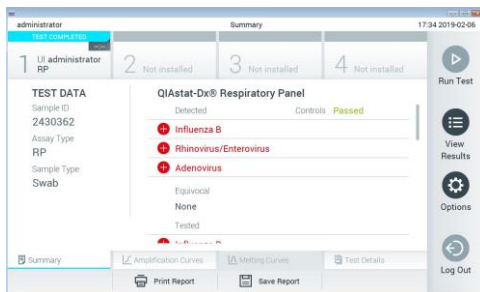 administrator Summary 17:34 2019-02-06
TEST COMPLETED
1 UI administrator RP
2 Not installed
3 Not installed
4 Not installed
Run Test
TEST DATA
Sample ID
2430362
Assay Type
RP
Sample Type
Swab
QIAstat-Dx® Respiratory Panel
Detected Controls Passed
Influenza B
Rhinovirus/Enterovirus
Adenovirus
Equivocal
None
Tested
View Results
Options
Summary Amplification Curves Melting Curves Test Details
Print Report Save Report
Log Out